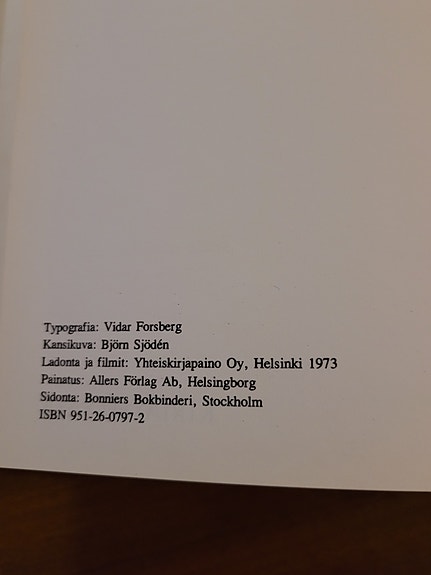 Typografia: Vidar Forsberg
Kansikuva: Björn Sjödén
Ladonta ja filmit: Yhteiskirjapaino Oy, Helsinki 1973
Painatus: Allers Förlag Ab, Helsingborg
Sidonta: Bonniers Bokbinderi, Stockholm
ISBN 951-26-0797-2